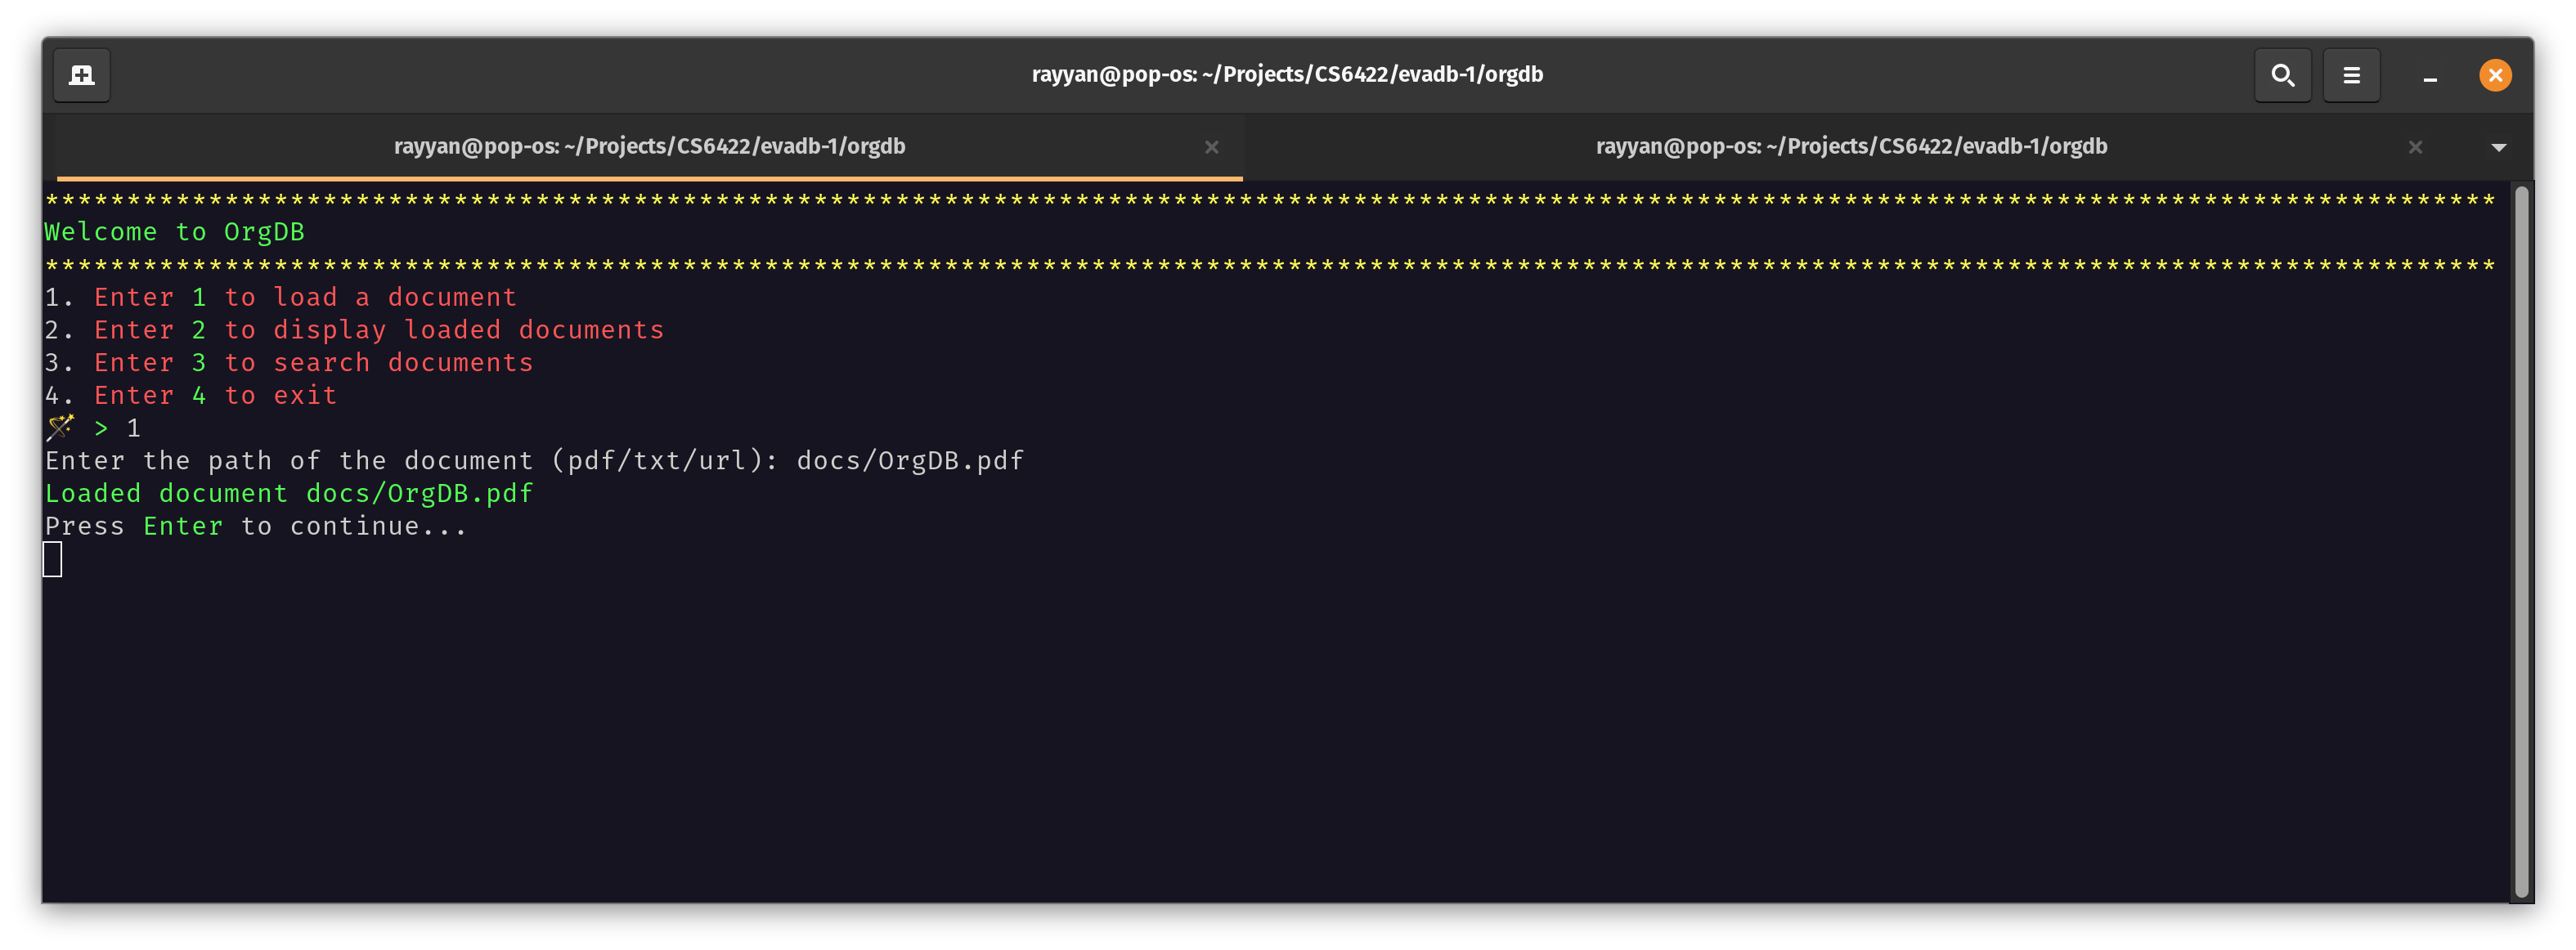 rayyan@pop-os: ~/Projects/CS6422/evadb-1/orgdb
rayyan@pop-os: ~/Projects/CS6422/evadb-1/orgdb
rayyan@pop-os: ~/Projects/CS6422/evadb-1/orgdb
******************************************************************************************************************************************************
Welcome to OrgDB
******************************************************************************************************************************************************
1. Enter 1 to load a document
2. Enter 2 to display loaded documents
3. Enter 3 to search documents
4. Enter 4 to exit
🪄 > 1
Enter the path of the document (pdf/txt/url): docs/OrgDB.pdf
Loaded document docs/OrgDB.pdf
Press Enter to continue...